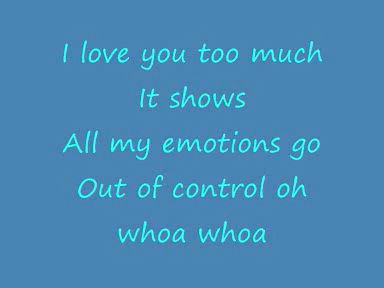 I love you too much
It shows
All my emotions go
Out of control oh
whoa whoa